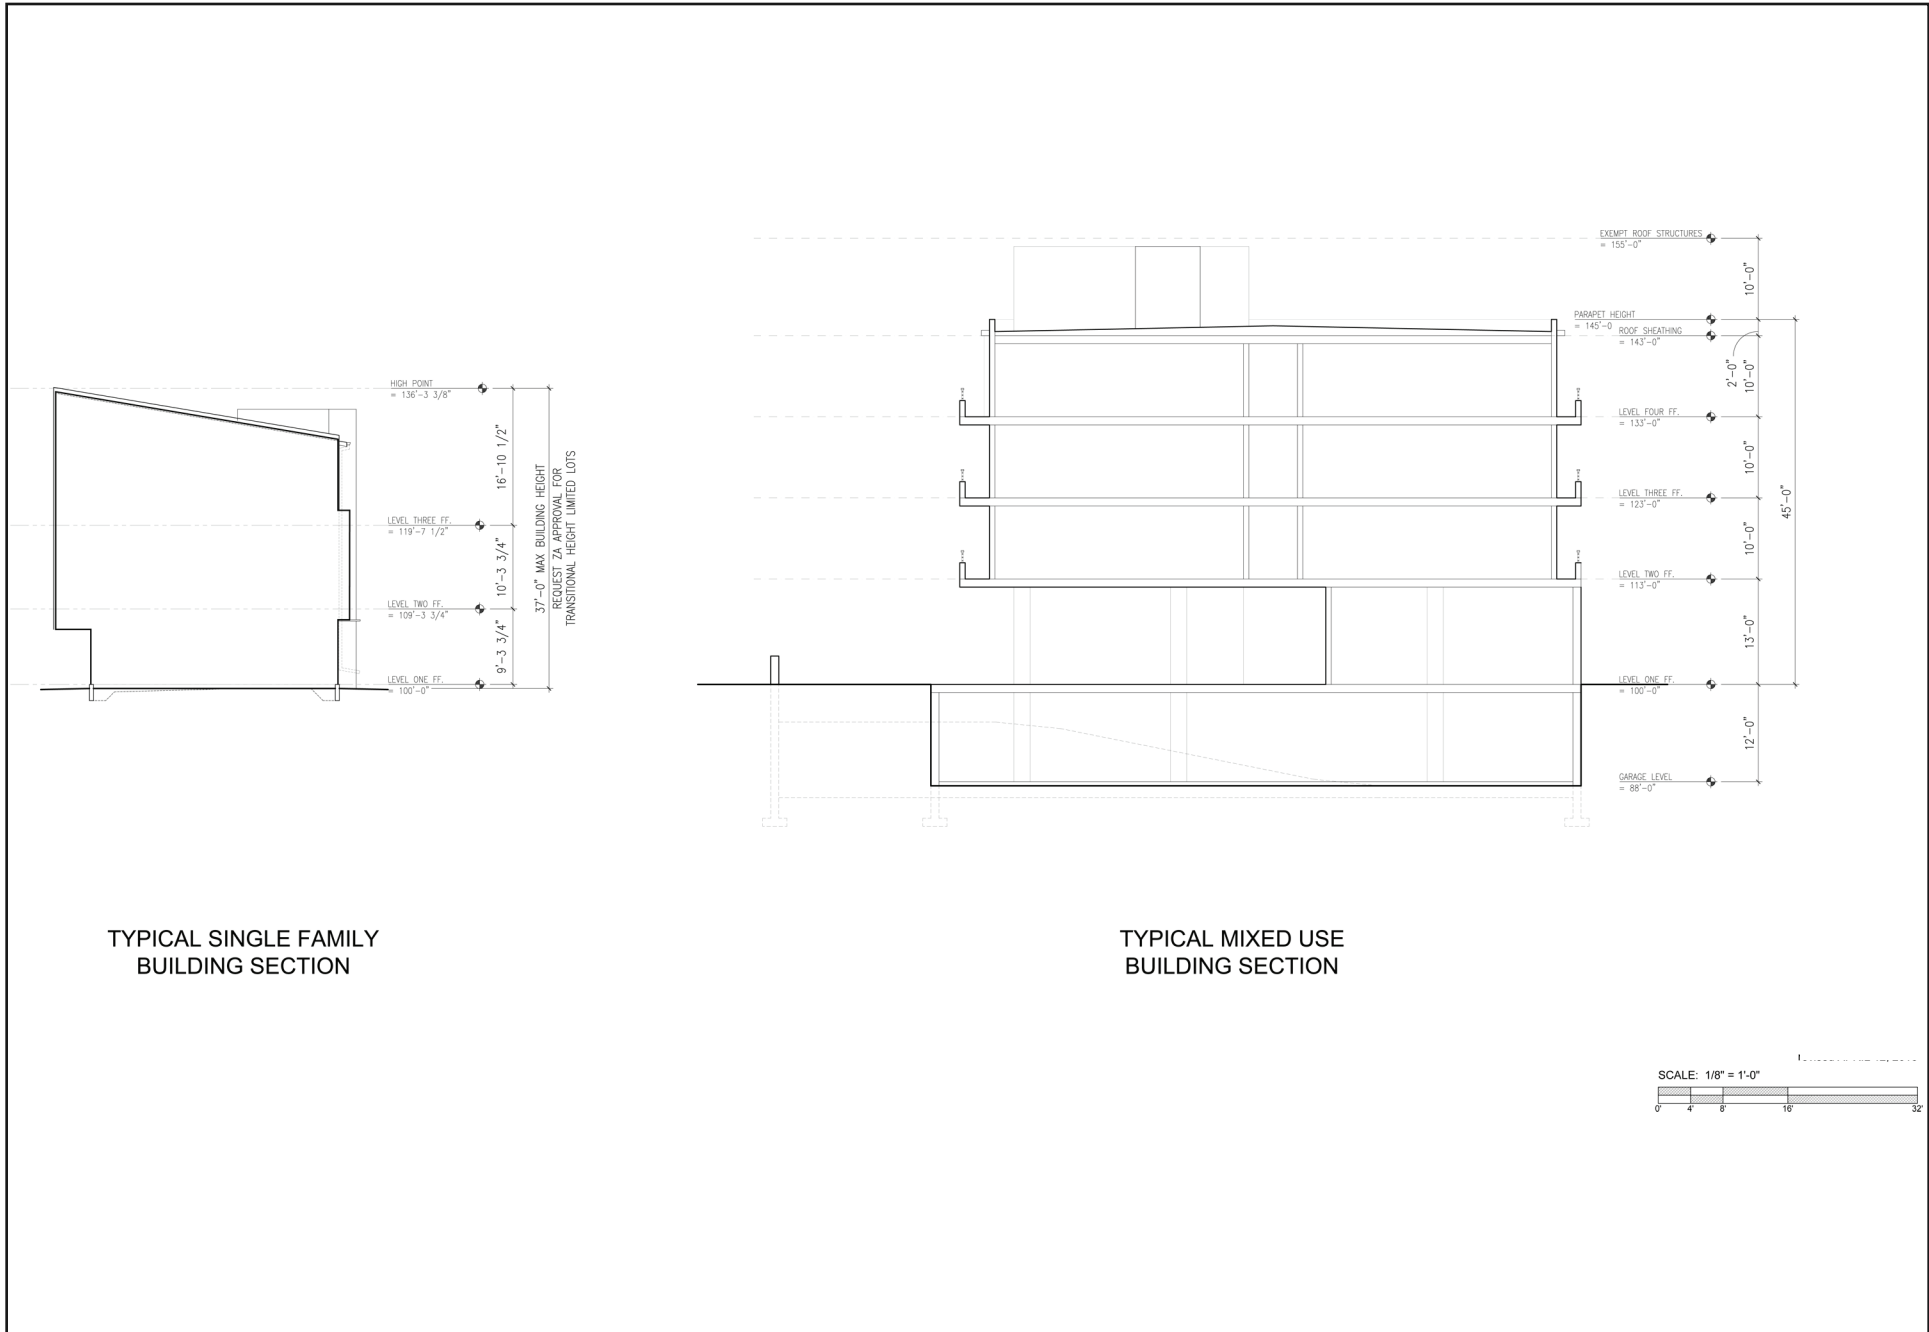 EXEMPT ROOF STRUCTURES
= 155'-0"
10'-0"
PARAPET HEIGHT
= 145'-0
ROOF SHEATHING
= 143'-0"
2'-0"
10'-0"
LEVEL FOUR FF.
= 133'-0"
10'-0"
LEVEL THREE FF.
= 123'-0"
10'-0"
45'-0"
LEVEL TWO FF.
= 113'-0"
13'-0"
LEVEL ONE FF.
= 100'-0"
12'-0"
GARAGE LEVEL
= 88'-0"
HIGH POINT
= 136'-3 3/8"
16'-10 1/2"
LEVEL THREE FF.
= 119'-7 1/2"
10'-3 3/4"
LEVEL TWO FF.
= 109'-3 3/4"
9'-3 3/4"
LEVEL ONE FF.
= 100'-0"
37'-0" MAX BUILDING HEIGHT
REQUEST ZA APPROVAL FOR
TRANSITIONAL HEIGHT LIMITED LOTS
TYPICAL SINGLE FAMILY
BUILDING SECTION
TYPICAL MIXED USE
BUILDING SECTION
SCALE: 1/8" = 1'-0"
0' 4' 8' 16' 32'